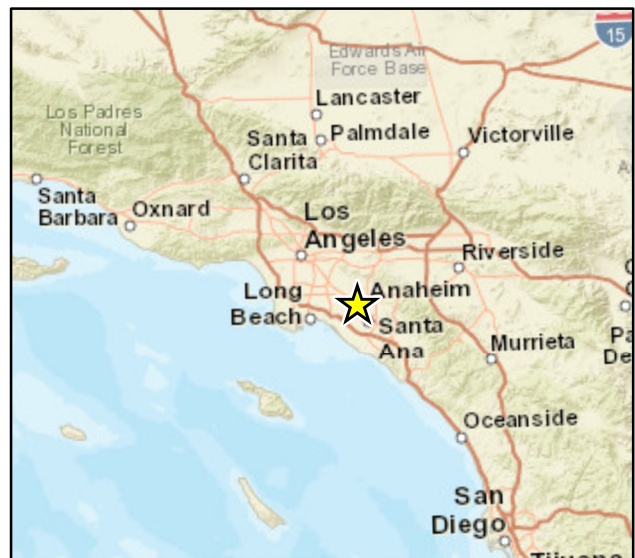 15
Edwards Air
Force Base
Lancaster
Los Padres
National
Forest
Santa
Clarita
Palmdale
Victorville
Santa
Barbara
Oxnard
Los
Angeles
Riverside
Long
Beach
Anaheim
Santa
Ana
Murrieta
Oceanside
San
Diego